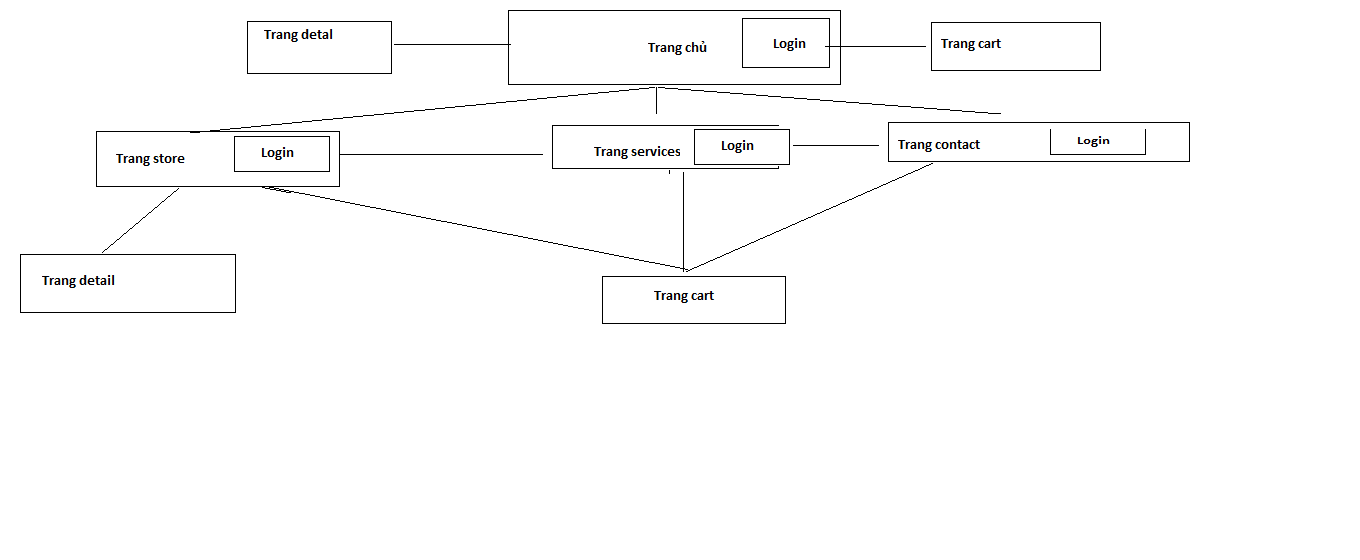 Trang detal
Trang chủ
Login
Trang cart
Trang store
Login
Trang services
Login
Trang contact
Login
Trang detail
Trang cart